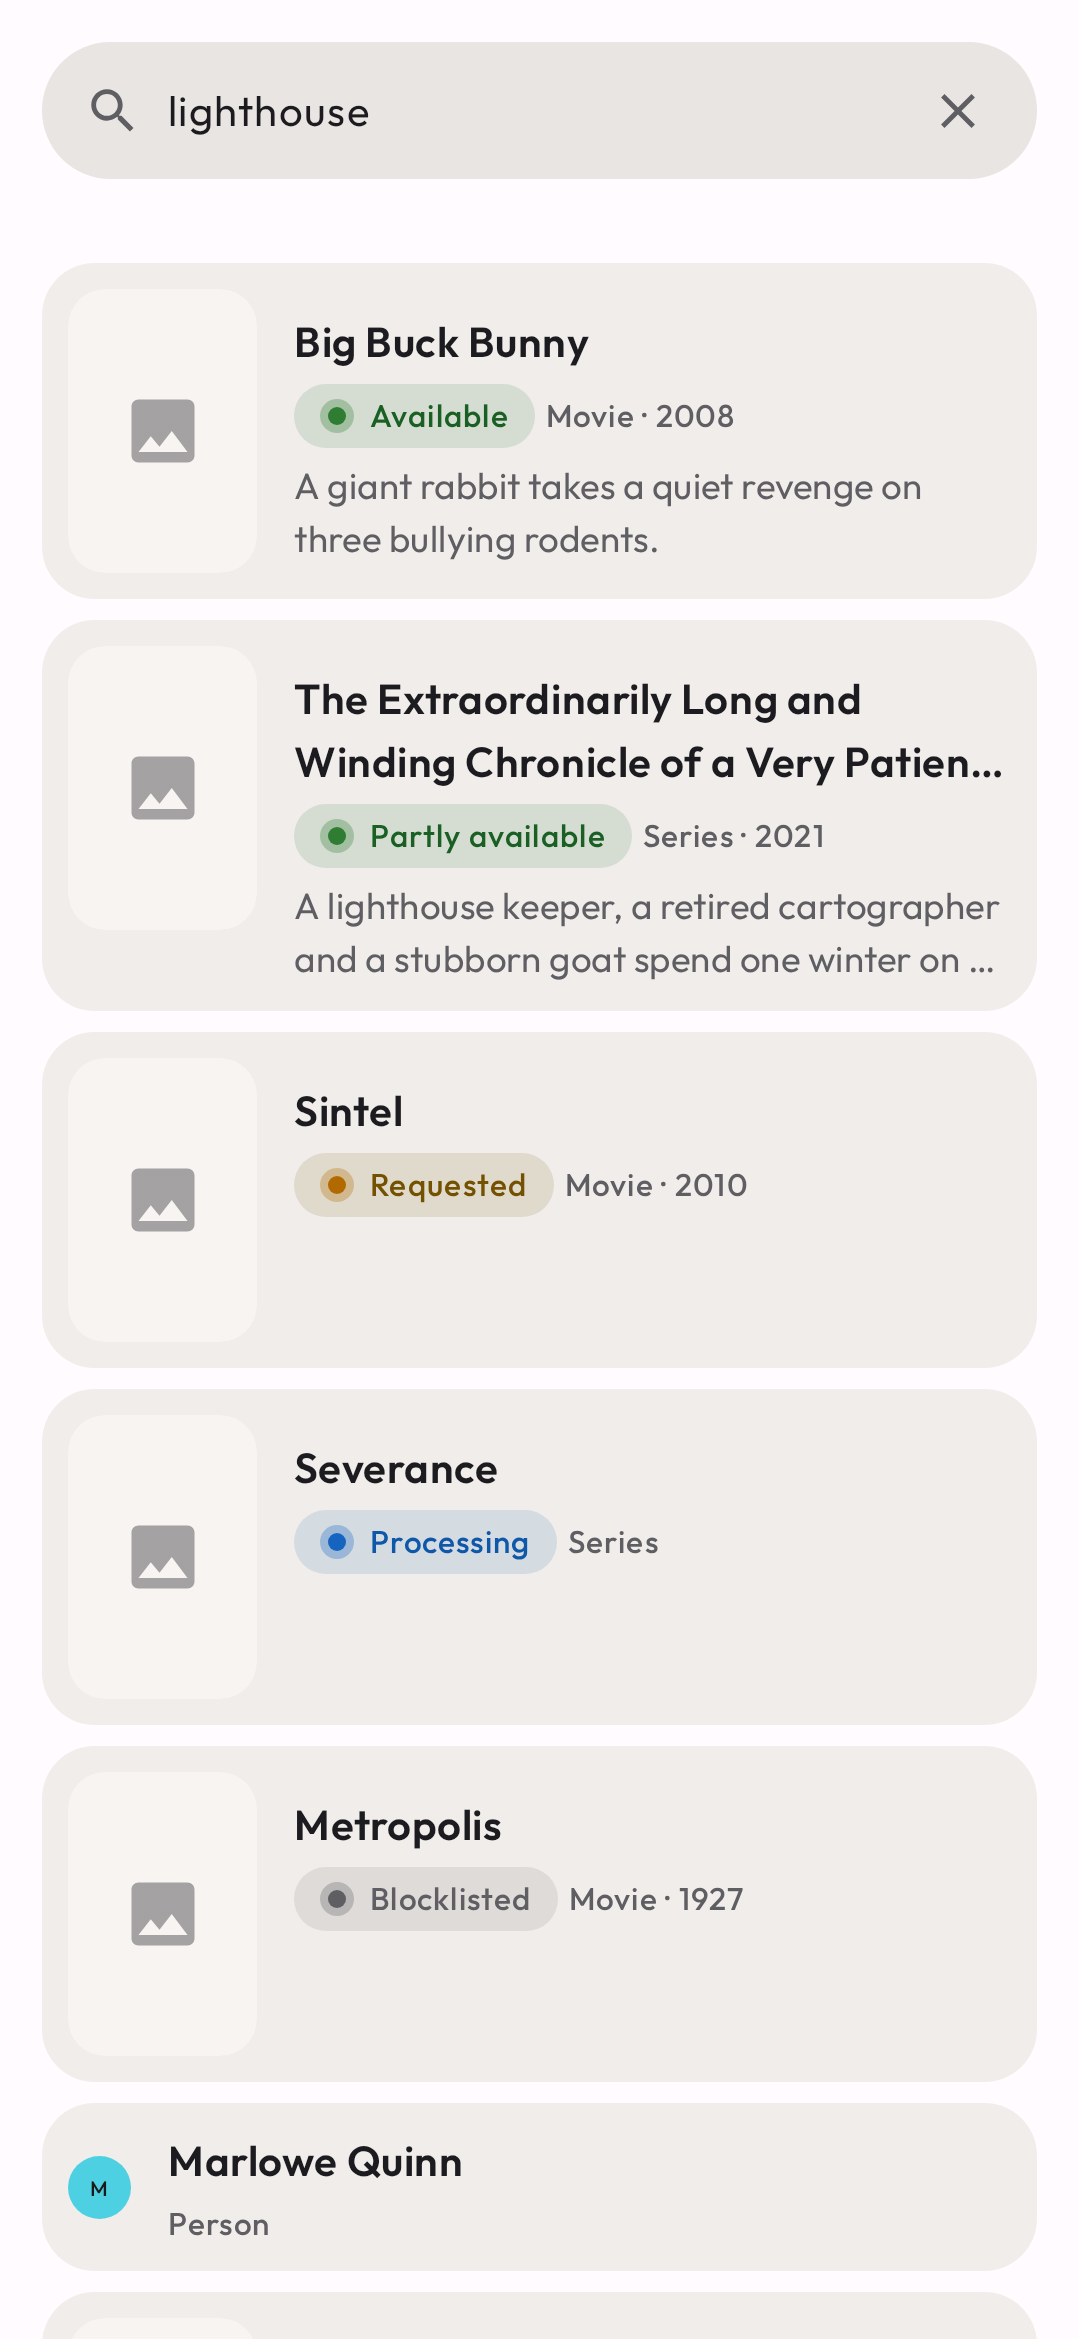 lighthouse
Big Buck Bunny
Available Movie · 2008
A giant rabbit takes a quiet revenge on
three bullying rodents.
The Extraordinarily Long and
Winding Chronicle of a Very Patien...
Partly available Series · 2021
A lighthouse keeper, a retired cartographer
and a stubborn goat spend one winter on ...
Sintel
Requested Movie · 2010
Severance
Processing Series
Metropolis
Blocklisted Movie · 1927
M
Marlowe Quinn
Person